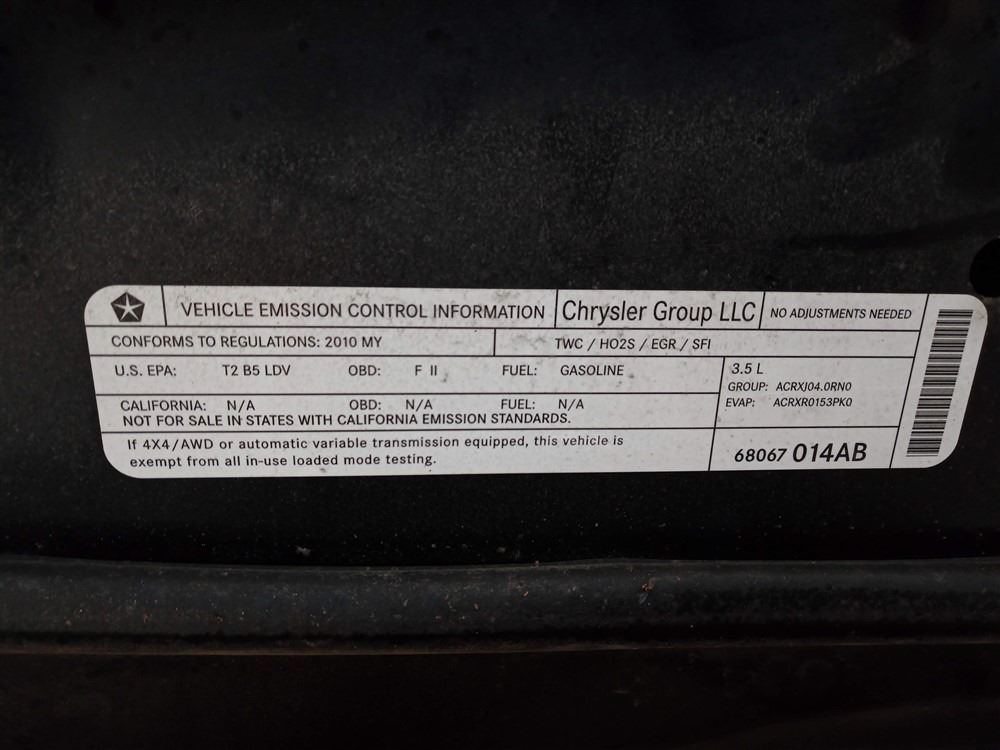 VEHICLE EMISSION CONTROL INFORMATION Chrysler Group LLC NO ADJUSTMENTS NEEDED
CONFORMS TO REGULATIONS: 2010 MY TWC / HO2S / EGR / SFI
U.S. EPA: T2 B5 LDV OBD: F II FUEL: GASOLINE
3.5 L
GROUP: ACRXJ04.0RN0
EVAP: ACRXR0153PK0
CALIFORNIA: N/A OBD: N/A FUEL: N/A
NOT FOR SALE IN STATES WITH CALIFORNIA EMISSION STANDARDS.
If 4X4/AWD or automatic variable transmission equipped, this vehicle is
exempt from all in-use loaded mode testing.
68067 014AB